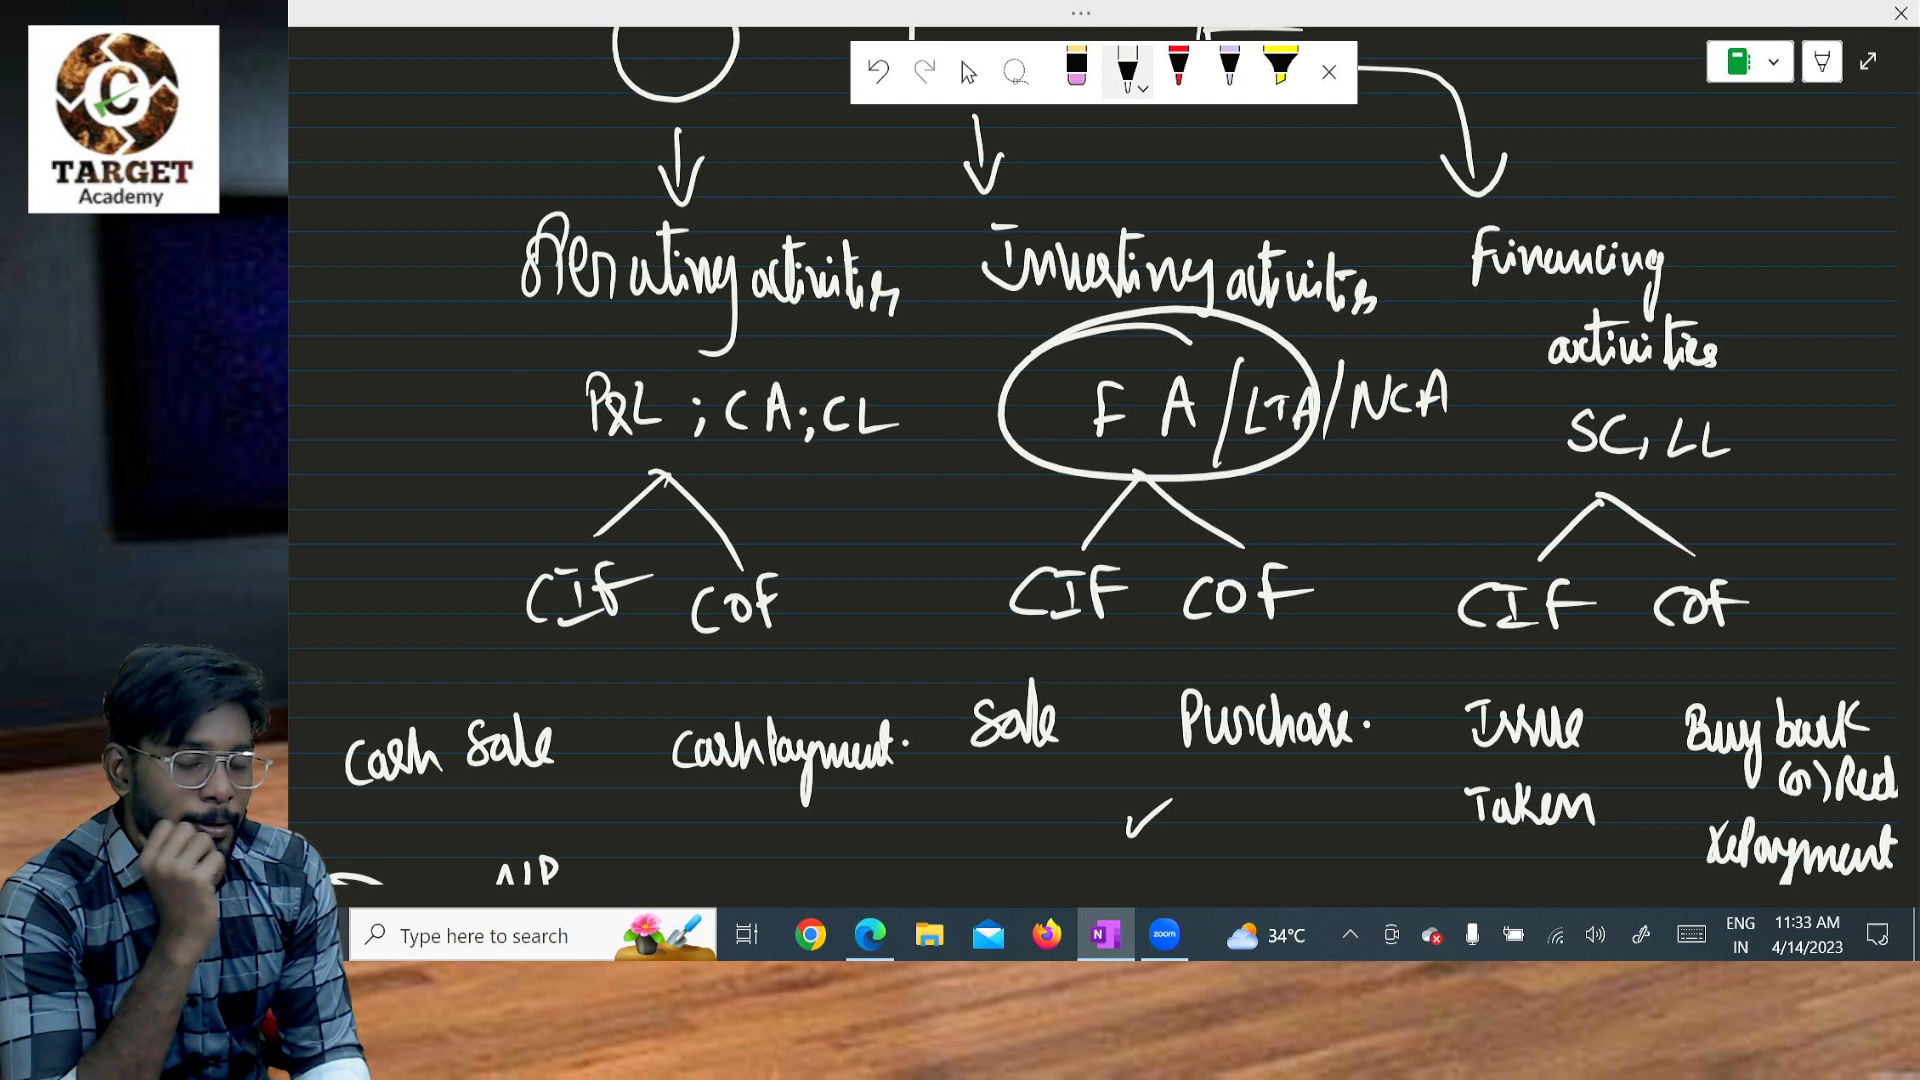 TARGET
Academy
Operating activities
Investing activities
Financing
activities
P&L ; CA ; CL
FA / LTA / NCA
SC, LL
CIF COF
CIF COF
CIF COF
Cash Sale
Cash Payment.
Sale
Purchase.
Issue
Taken
Buy back
(or) Red
repayment
Type here to search
zoom
34°C
ENG
IN
11:33 AM
4/14/2023